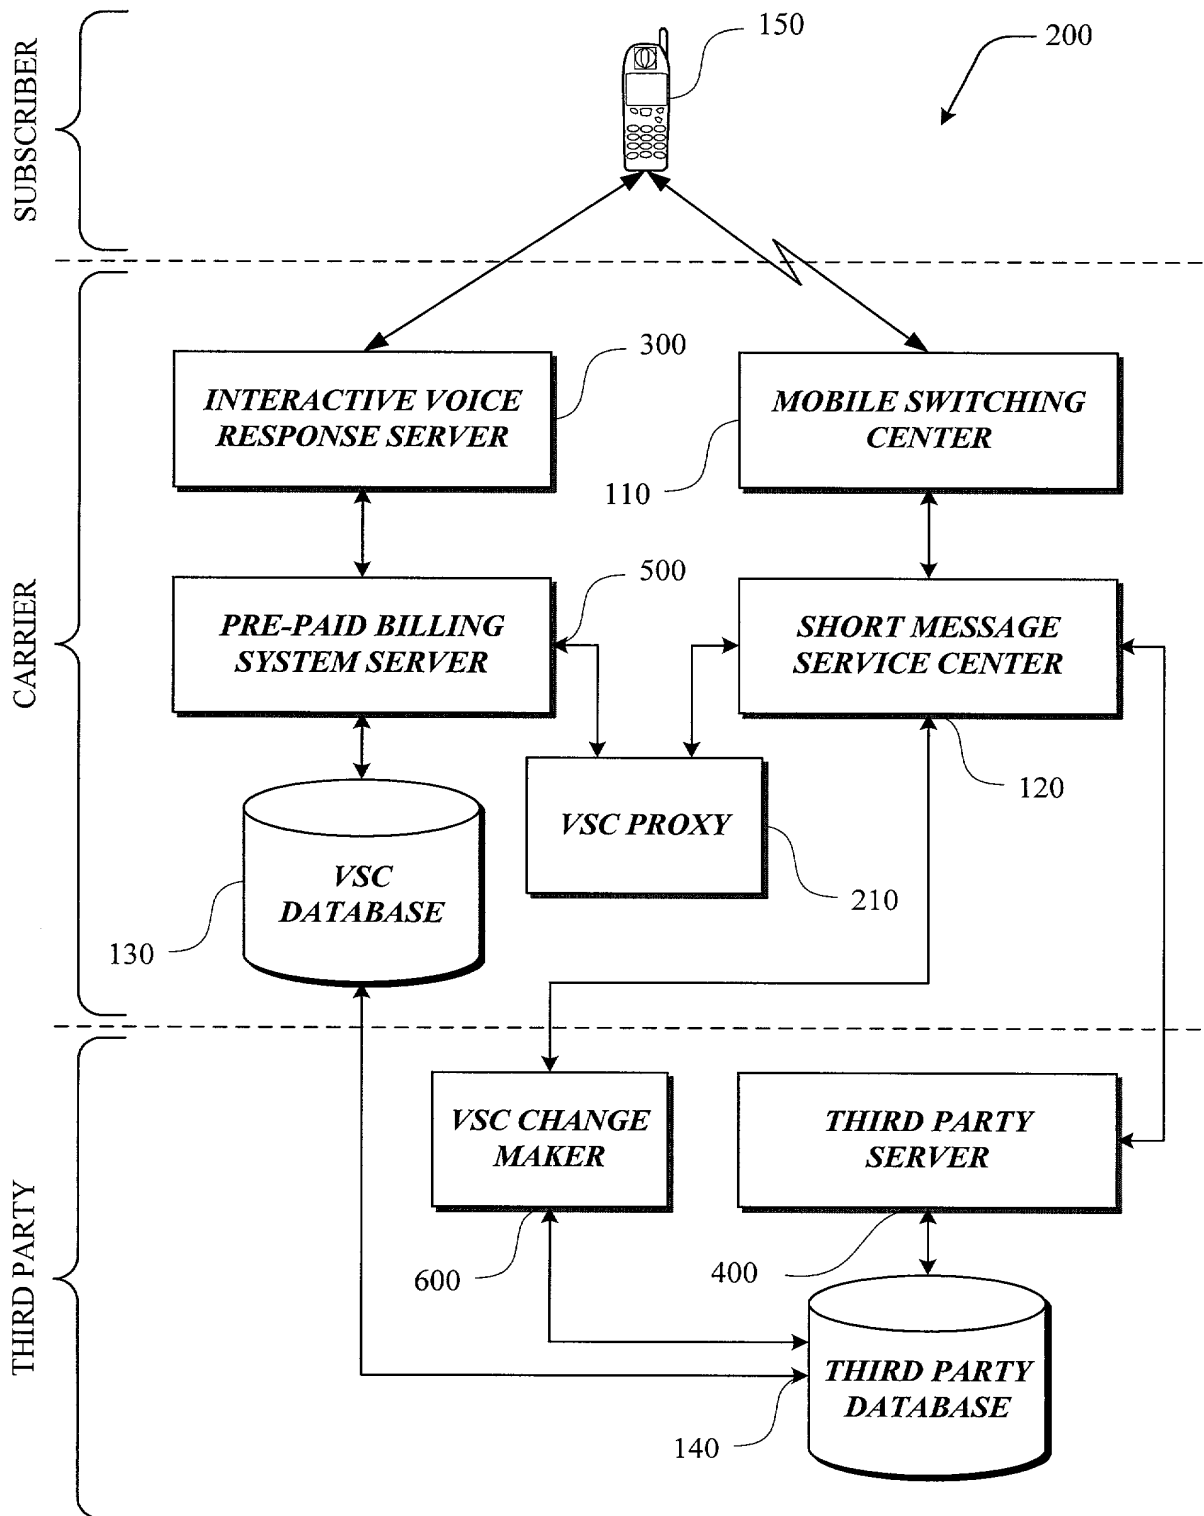 SUBSCRIBER
150
200
CARRIER
300
INTERACTIVE VOICE
RESPONSE SERVER
MOBILE SWITCHING
CENTER
110
500
PRE-PAID BILLING
SYSTEM SERVER
SHORT MESSAGE
SERVICE CENTER
120
VSC PROXY
210
VSC
DATABASE
130
THIRD PARTY
VSC CHANGE
MAKER
THIRD PARTY
SERVER
600
400
THIRD PARTY
DATABASE
140